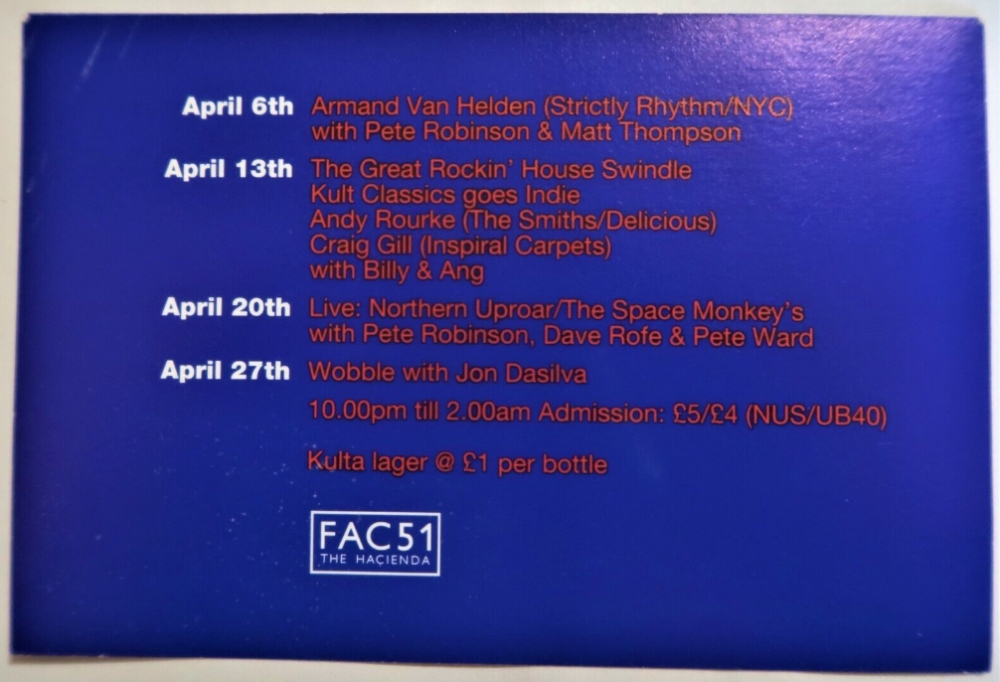 April 6th Armand Van Helden (Strictly Rhythm/NYC)
with Pete Robinson & Matt Thompson
April 13th The Great Rockin' House Swindle
Kult Classics goes Indie
Andy Rourke (The Smiths/Delicious)
Craig Gill (Inspiral Carpets)
with Billy & Ang
April 20th Live: Northern Uproar/The Space Monkey's
with Pete Robinson, Dave Rofe & Pete Ward
April 27th Wobble with Jon Dasilva
10.00pm till 2.00am Admission: £5/£4 (NUS/UB40)
Kulta lager @ £1 per bottle
FAC51
THE HAÇIENDA